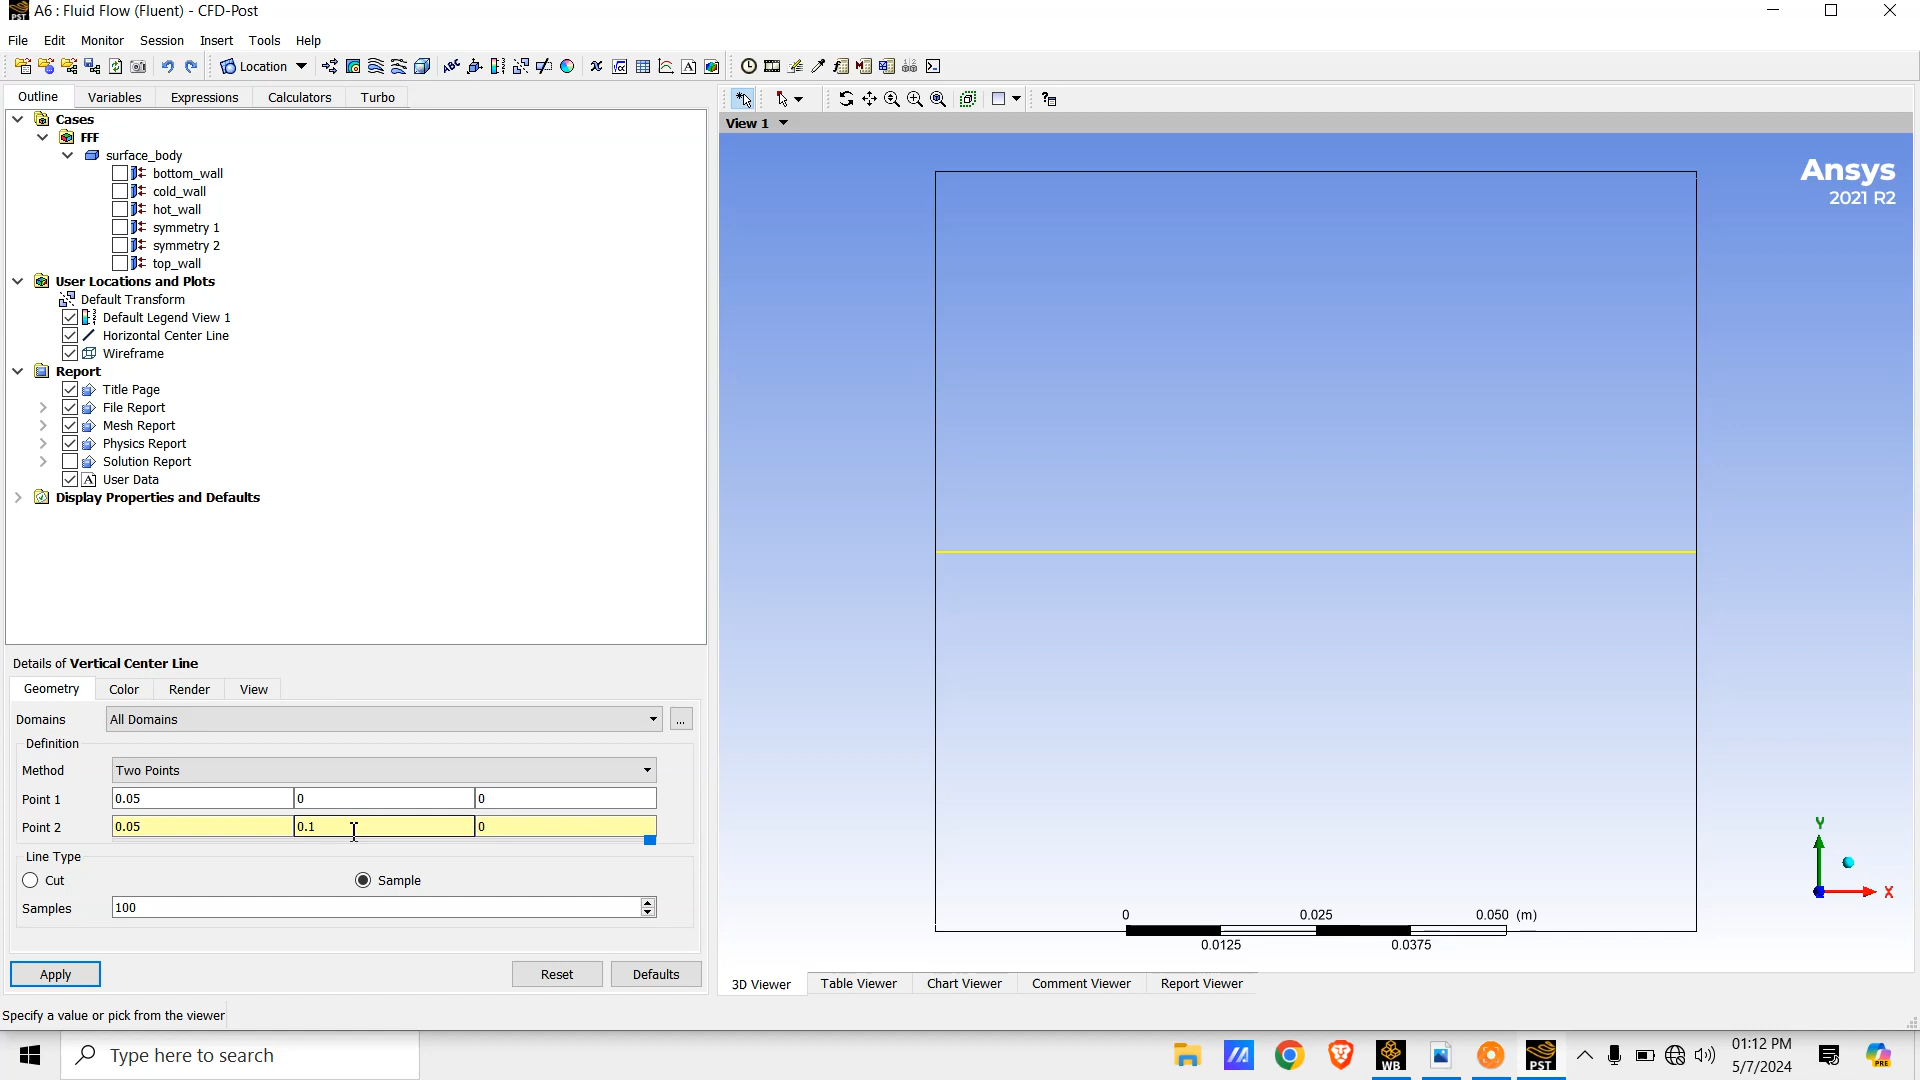 A6 : Fluid Flow (Fluent) - CFD-Post
File Edit Monitor Session Insert Tools Help
Location
Outline Variables Expressions Calculators Turbo
Cases
FFF
surface_body
bottom_wall
cold_wall
hot_wall
symmetry 1
symmetry 2
top_wall
User Locations and Plots
Default Transform
Default Legend View 1
Horizontal Center Line
Wireframe
Report
Title Page
File Report
Mesh Report
Physics Report
Solution Report
User Data
Display Properties and Defaults
Details of Vertical Center Line
Geometry Color Render View
Domains All Domains ...
Definition
Method Two Points
Point 1 0.05 0 0
Point 2 0.05 0.1 0
Line Type
Cut Sample
Samples 100
Apply Reset Defaults
Specify a value or pick from the viewer
View 1
Ansys
2021 R2
Y
X
0 0.025 0.050 (m)
0.0125 0.0375
3D Viewer Table Viewer Chart Viewer Comment Viewer Report Viewer
Type here to search
WB
PST
01:12 PM
5/7/2024
PRE